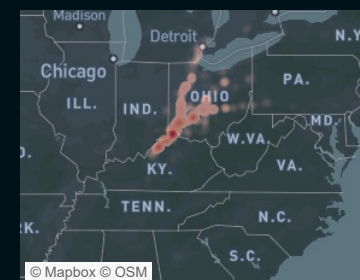 Madison
Detroit
N.Y
Chicago
PA.
ILL.
IND.
OHIO
MD.
W.VA.
VA.
KY.
TENN.
N.C.
K.
S.C.
© Mapbox © OSM